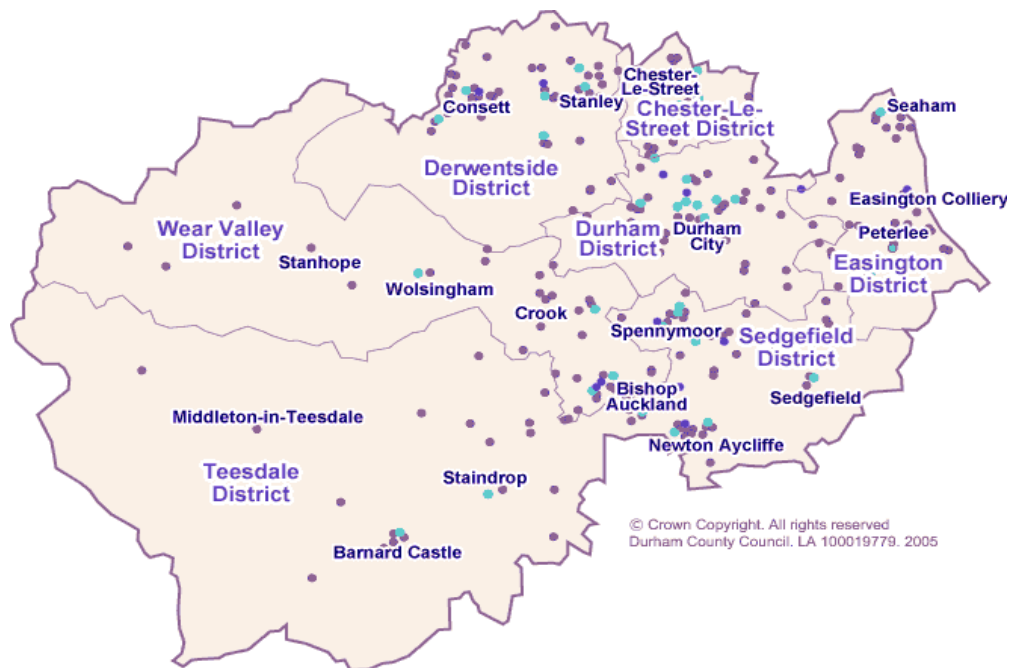 Chester-
Le-Street
Consett
Stanley
Chester-Le-
Street District
Seaham
Derwentside
District
Easington Colliery
Wear Valley
District
Stanhope
Durham
District
Durham
City
Peterlee
Easington
District
Wolsingham
Crook
Spennymoor
Sedgefield
District
Bishop
Auckland
Sedgefield
Middleton-in-Teesdale
Newton Aycliffe
Teesdale
District
Staindrop
Barnard Castle
© Crown Copyright. All rights reserved
Durham County Council. LA 100019779. 2005